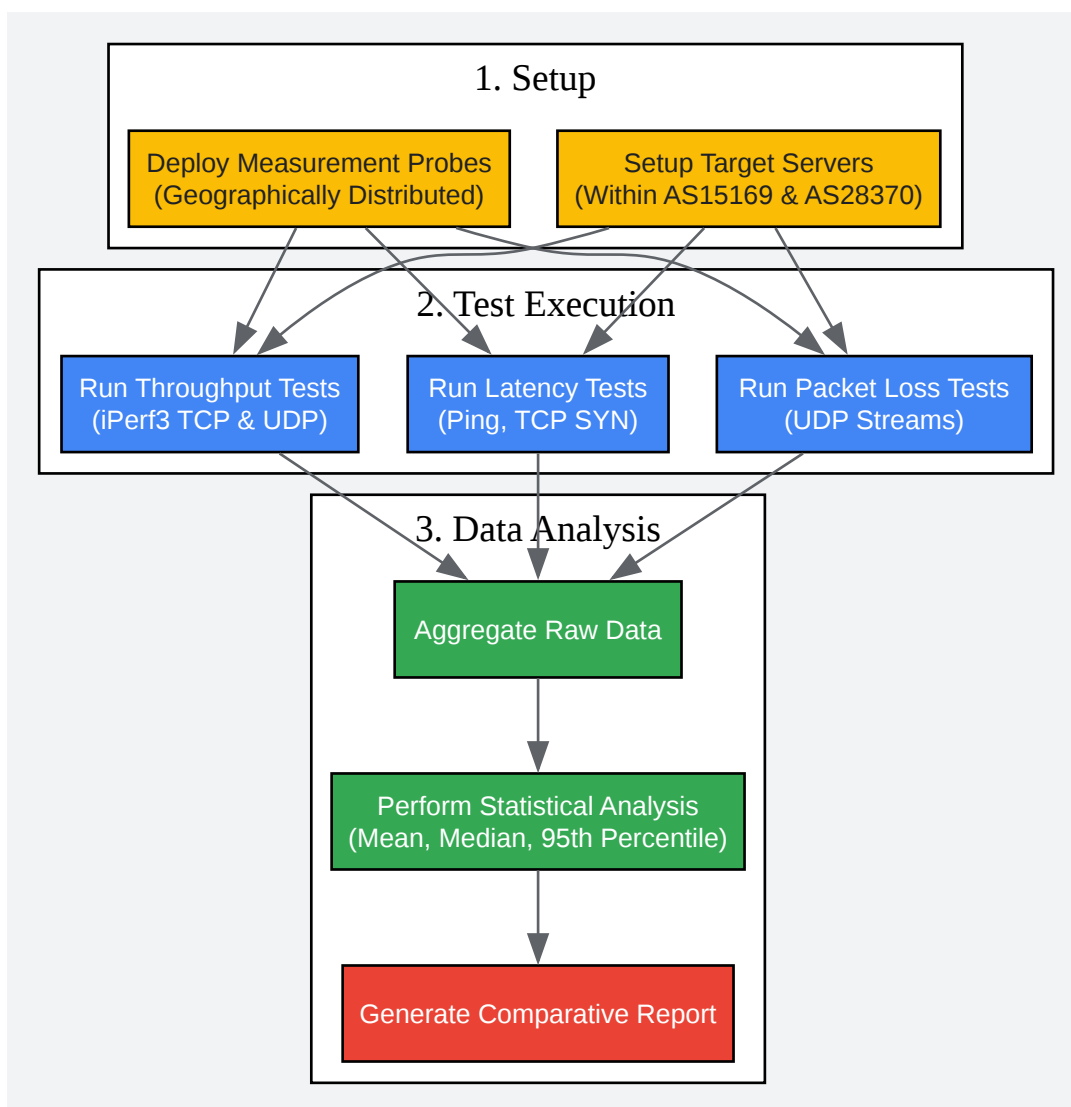 1. Setup
Deploy Measurement Probes
(Geographically Distributed)
Setup Target Servers
(Within AS15169 & AS28370)
2. Test Execution
Run Throughput Tests
(iPerf3 TCP & UDP)
Run Latency Tests
(Ping, TCP SYN)
Run Packet Loss Tests
(UDP Streams)
3. Data Analysis
Aggregate Raw Data
Perform Statistical Analysis
(Mean, Median, 95th Percentile)
Generate Comparative Report